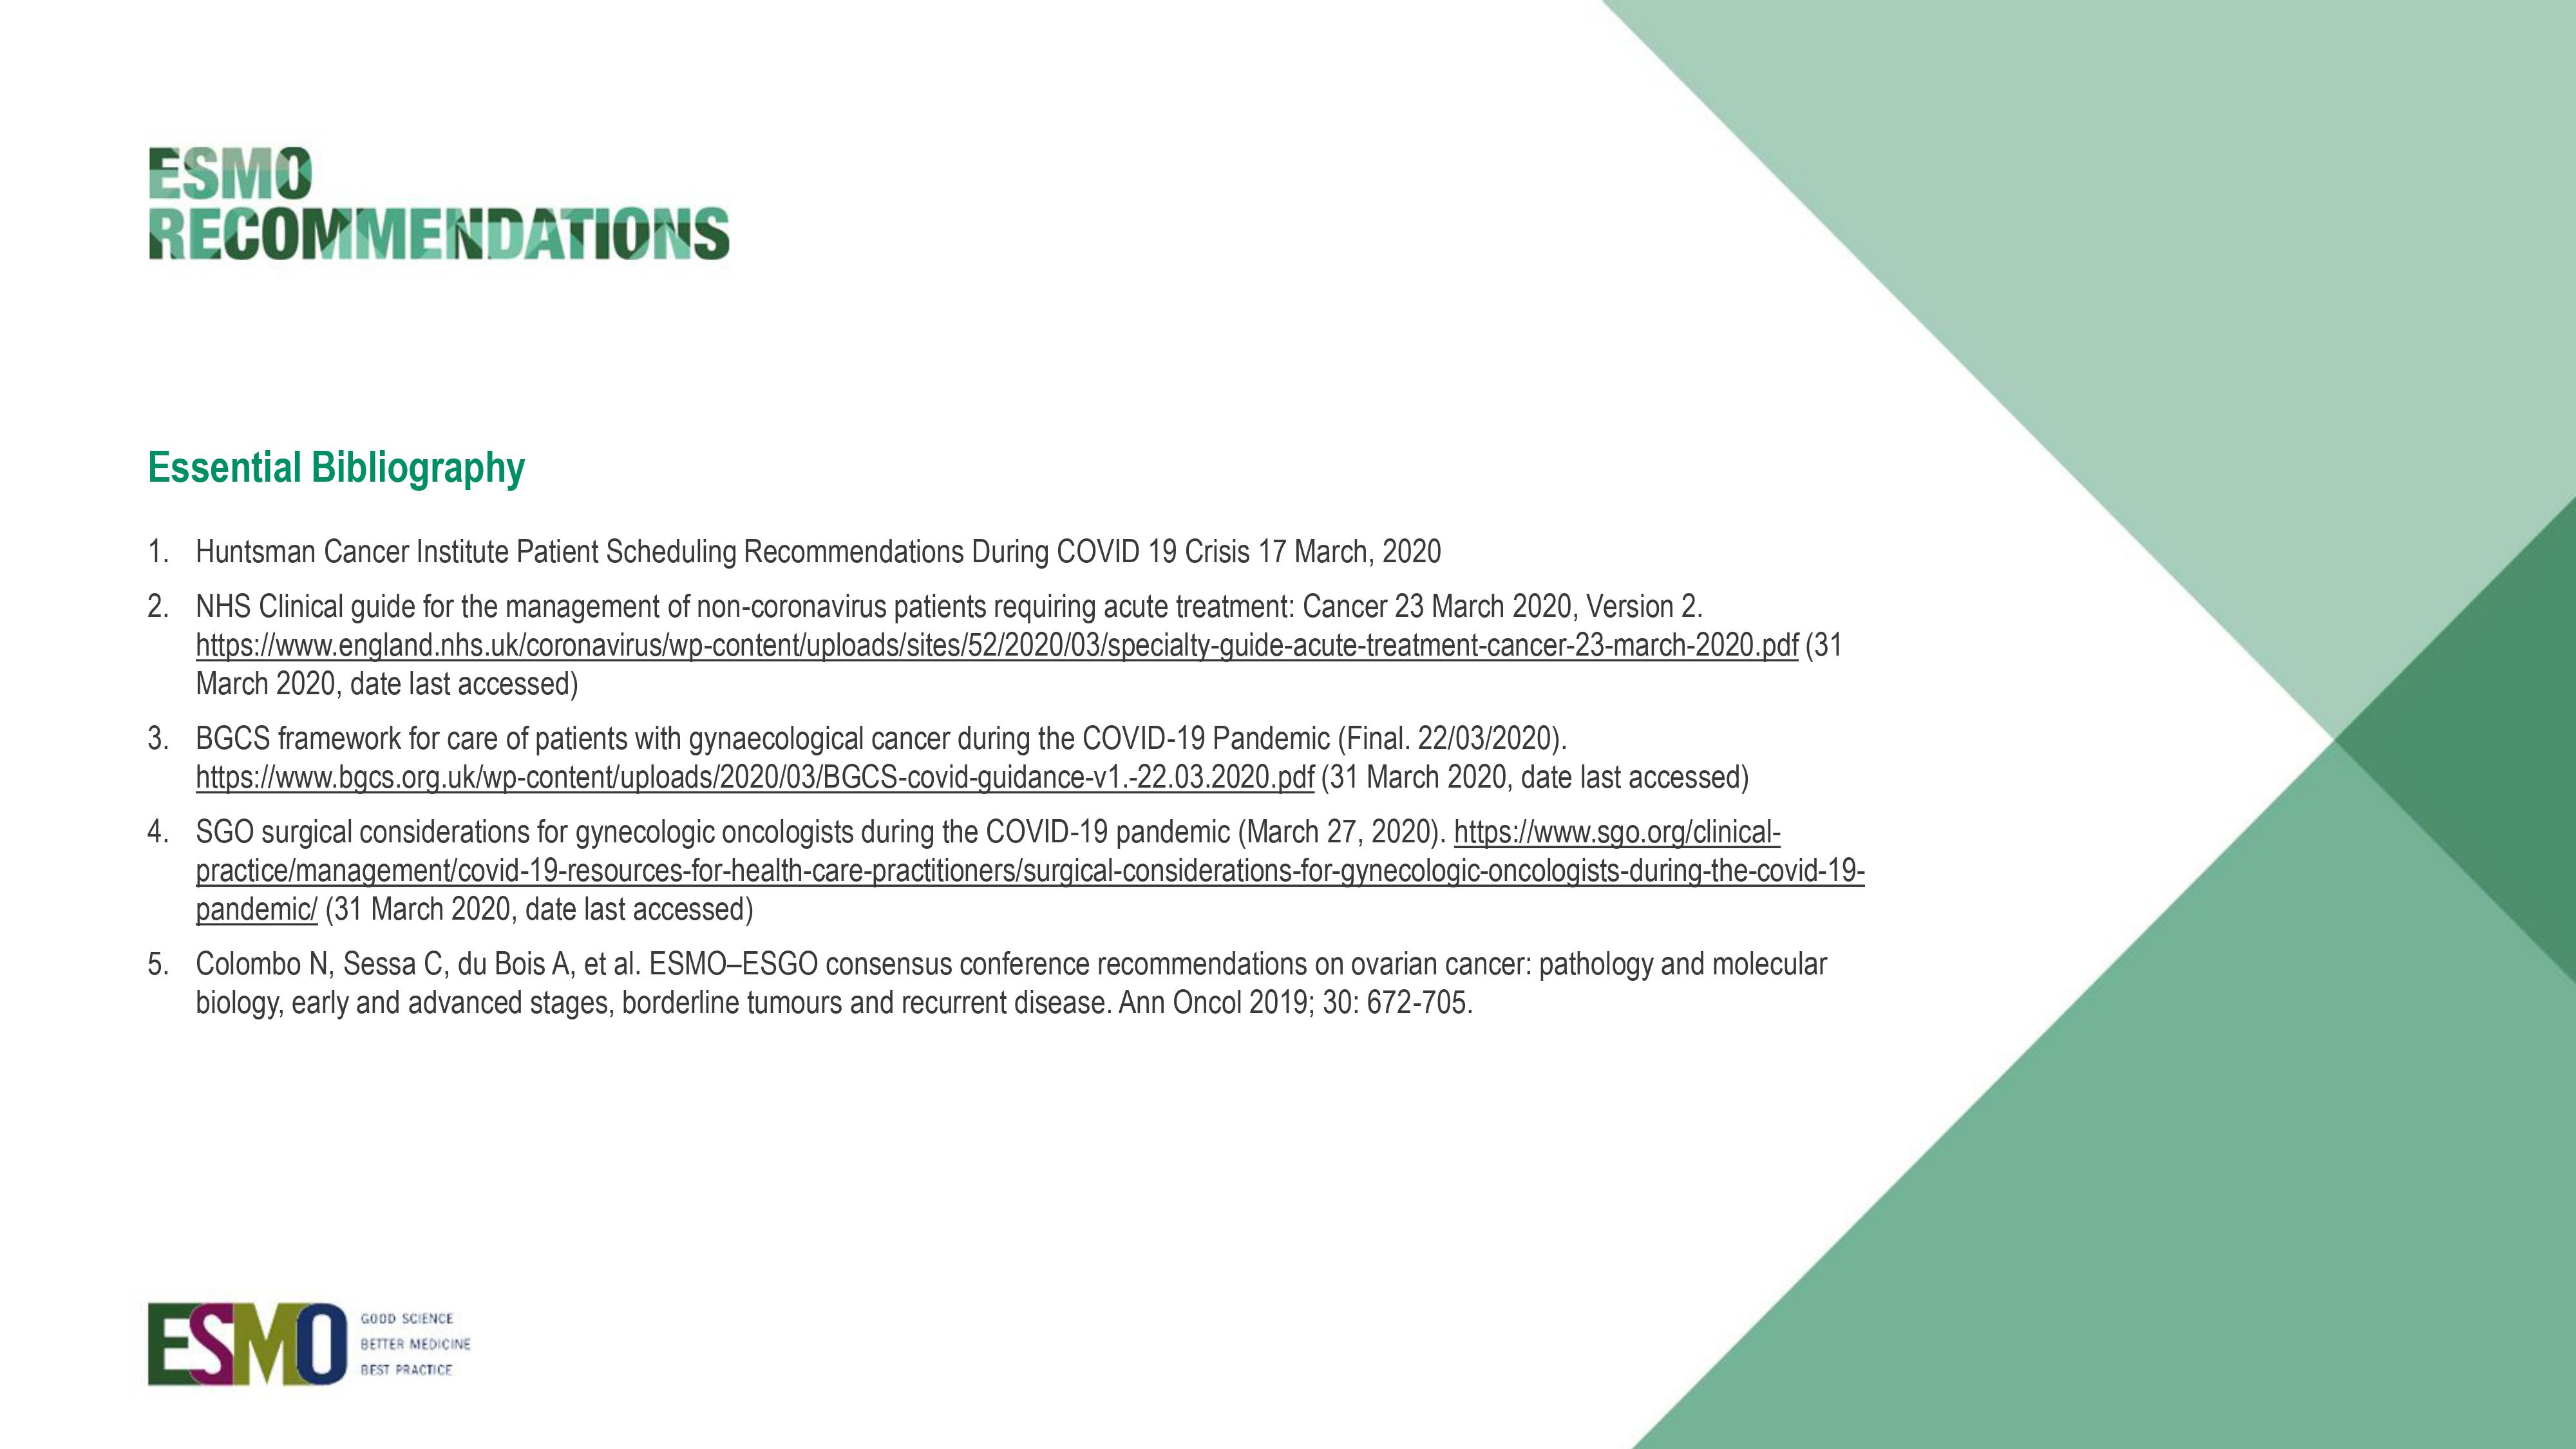 ESMO
RECOMMENDATIONS
Essential Bibliography
1. Huntsman Cancer Institute Patient Scheduling Recommendations During COVID 19 Crisis 17 March, 2020
2. NHS Clinical guide for the management of non-coronavirus patients requiring acute treatment: Cancer 23 March 2020, Version 2.
https://www.england.nhs.uk/coronavirus/wp-content/uploads/sites/52/2020/03/specialty-guide-acute-treatment-cancer-23-march-2020.pdf (31
March 2020, date last accessed)
3. BGCS framework for care of patients with gynaecological cancer during the COVID-19 Pandemic (Final. 22/03/2020).
https://www.bgcs.org.uk/wp-content/uploads/2020/03/BGCS-covid-guidance-v1.-22.03.2020.pdf (31 March 2020, date last accessed)
4. SGO surgical considerations for gynecologic oncologists during the COVID-19 pandemic (March 27, 2020). https://www.sgo.org/clinical-
practice/management/covid-19-resources-for-health-care-practitioners/surgical-considerations-for-gynecologic-oncologists-during-the-covid-19-
pandemic/ (31 March 2020, date last accessed)
5. Colombo N, Sessa C, du Bois A, et al. ESMO–ESGO consensus conference recommendations on ovarian cancer: pathology and molecular
biology, early and advanced stages, borderline tumours and recurrent disease. Ann Oncol 2019; 30: 672-705.
ESMO
GOOD SCIENCE
BETTER MEDICINE
BEST PRACTICE